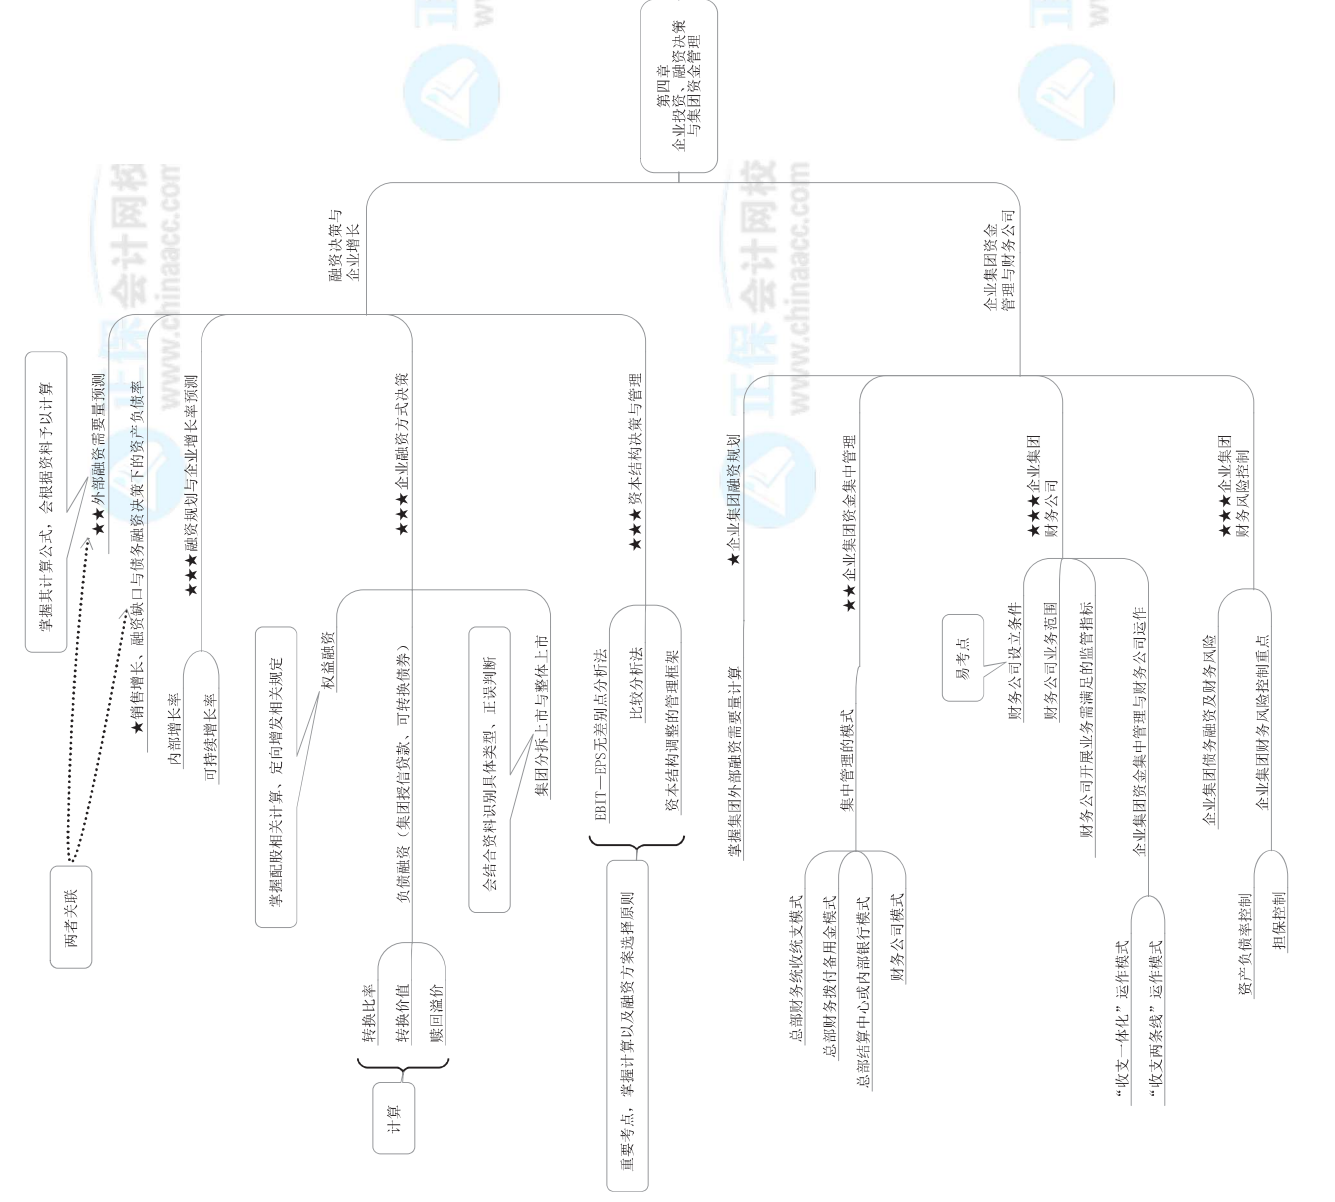 第四章
企业投资、融资决策
与集团资金管理
融资决策与
企业增长
★★外部融资需要量预测
掌握其计算公式，会根据资料予以计算
★销售增长、融资缺口与债务融资决策下的资产负债率
两者关联
★★★融资规划与企业增长率预测
内部增长率
可持续增长率
★★★企业融资方式决策
权益融资
掌握配股相关计算、定向增发相关规定
负债融资（集团授信贷款、可转换债券）
转换比率
转换价值
赎回溢价
计算
集团分拆上市与整体上市
会结合资料识别具体类型、正误判断
★★★资本结构决策与管理
EBIT—EPS无差别点分析法
比较分析法
资本结构调整的管理框架
重要考点，掌握计算以及融资方案选择原则
企业集团资金
管理与财务公司
★企业集团融资规划
掌握集团外部融资需要量计算
★★企业集团资金集中管理
集中管理的模式
总部财务统收统支模式
总部财务拨付备用金模式
总部结算中心或内部银行模式
财务公司模式
★★★企业集团
财务公司
财务公司设立条件
易考点
财务公司业务范围
财务公司开展业务需满足的监管指标
企业集团资金集中管理与财务公司运作
“收支一体化”运作模式
“收支两条线”运作模式
★★★企业集团
财务风险控制
企业集团债务融资及财务风险
企业集团财务风险控制重点
资产负债率控制
担保控制
正保会计网校
www.chinaacc.com
正保会计网校
www.chinaacc.com